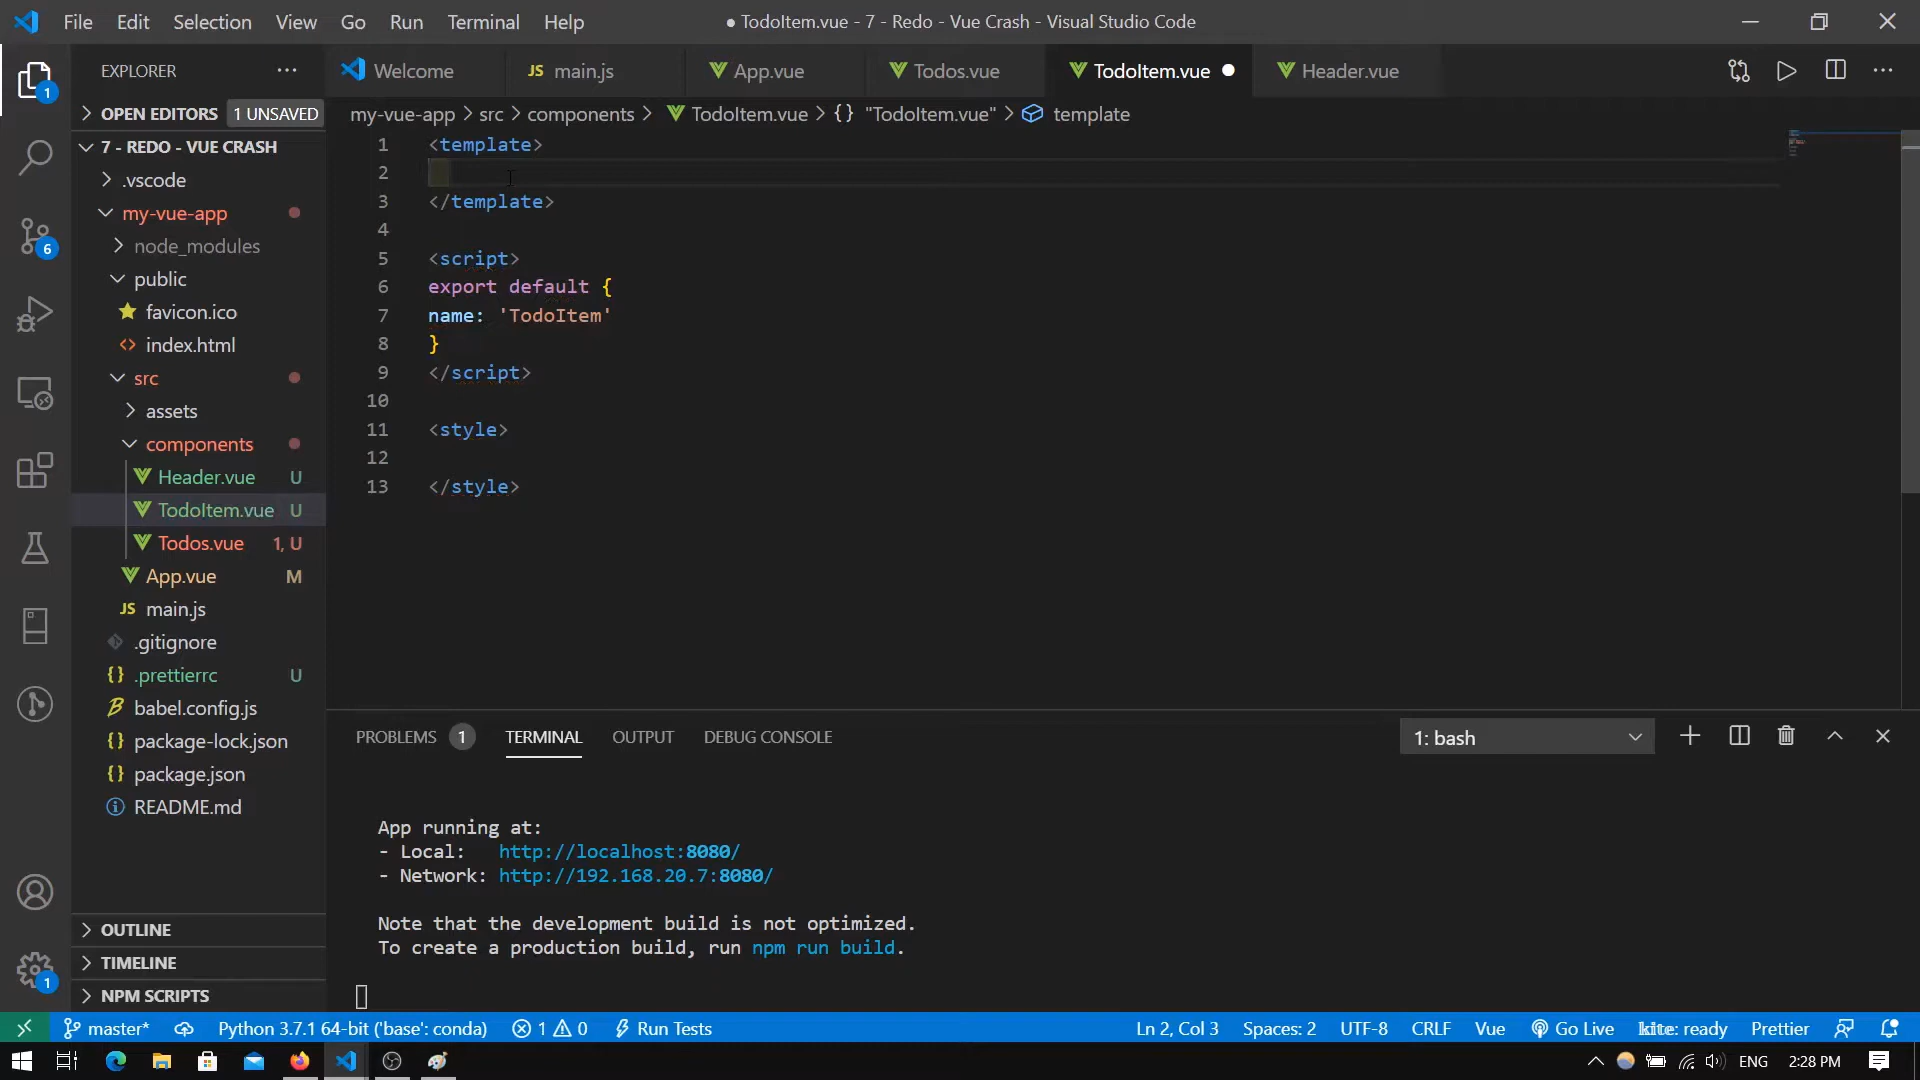 File Edit Selection View Go Run Terminal Help
● TodoItem.vue - 7 - Redo - Vue Crash - Visual Studio Code
EXPLORER
Welcome
JS main.js
App.vue
Todos.vue
TodoItem.vue
Header.vue
OPEN EDITORS 1 UNSAVED
my-vue-app > src > components > TodoItem.vue > {} "TodoItem.vue" > template
7 - REDO - VUE CRASH
.vscode
my-vue-app
node_modules
public
favicon.ico
<> index.html
src
assets
components
Header.vue U
TodoItem.vue U
Todos.vue 1, U
App.vue M
JS main.js
.gitignore
{} .prettierrc U
babel.config.js
{} package-lock.json
{} package.json
README.md
OUTLINE
TIMELINE
NPM SCRIPTS
1
6
1
1 <template>
2
3 </template>
4
5 <script>
6 export default {
7 name: 'TodoItem'
8 }
9 </script>
10
11 <style>
12
13 </style>
PROBLEMS 1 TERMINAL OUTPUT DEBUG CONSOLE
1: bash
App running at:
- Local: http://localhost:8080/
- Network: http://192.168.20.7:8080/
Note that the development build is not optimized.
To create a production build, run npm run build.
master* Python 3.7.1 64-bit ('base': conda) 1 0 Run Tests
Ln 2, Col 3 Spaces: 2 UTF-8 CRLF Vue Go Live kite: ready Prettier
ENG 2:28 PM